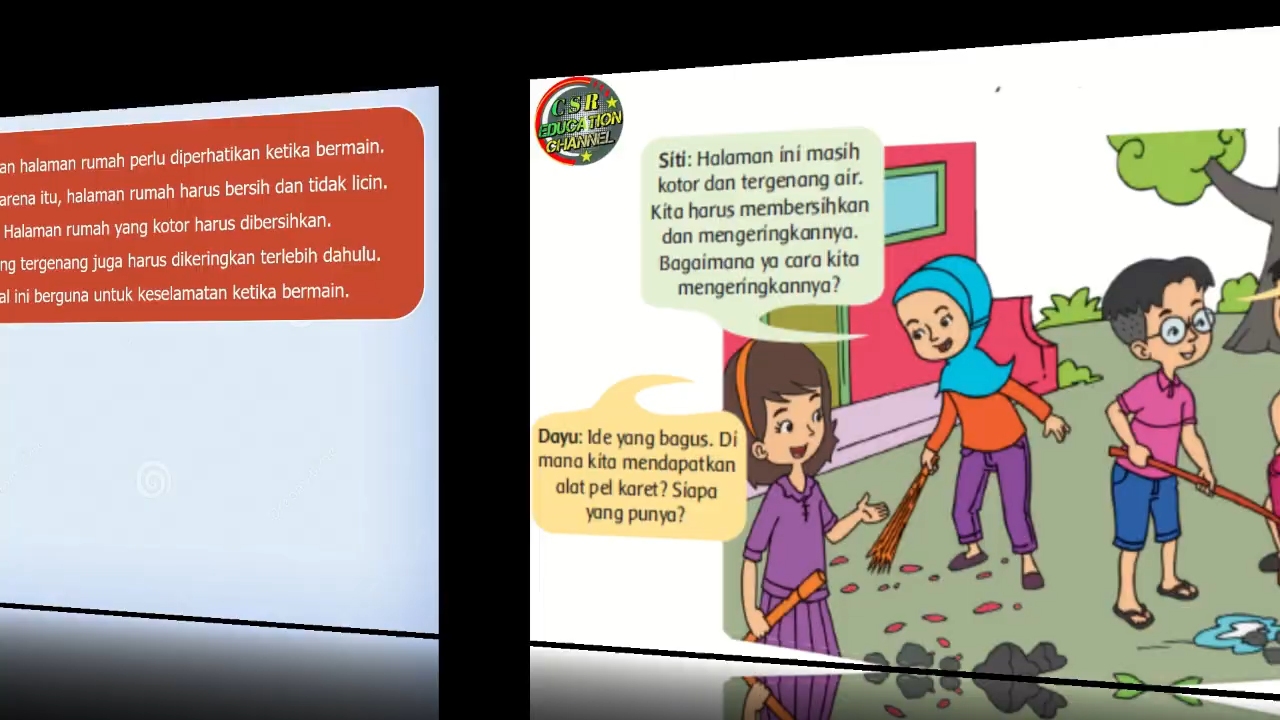 an halaman rumah perlu diperhatikan ketika bermain.
arena itu, halaman rumah harus bersih dan tidak licin.
Halaman rumah yang kotor harus dibersihkan.
ng tergenang juga harus dikeringkan terlebih dahulu.
al ini berguna untuk keselamatan ketika bermain.
CSR
EDUCATION
CHANNEL
Siti: Halaman ini masih
kotor dan tergenang air.
Kita harus membersihkan
dan mengeringkannya.
Bagaimana ya cara kita
mengeringkannya?
Dayu: Ide yang bagus. Di
mana kita mendapatkan
alat pel karet? Siapa
yang punya?